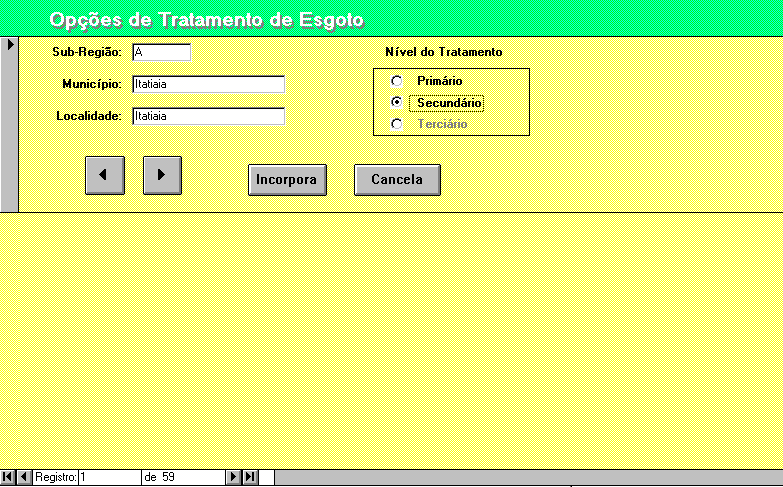 Opções de Tratamento de Esgoto
Sub-Região: A
Nível do Tratamento
Município: Itatiaia
Primário
Secundário
Localidade: Itatiaia
Terciário
Incorpora
Cancela
Registro: 1 de 59